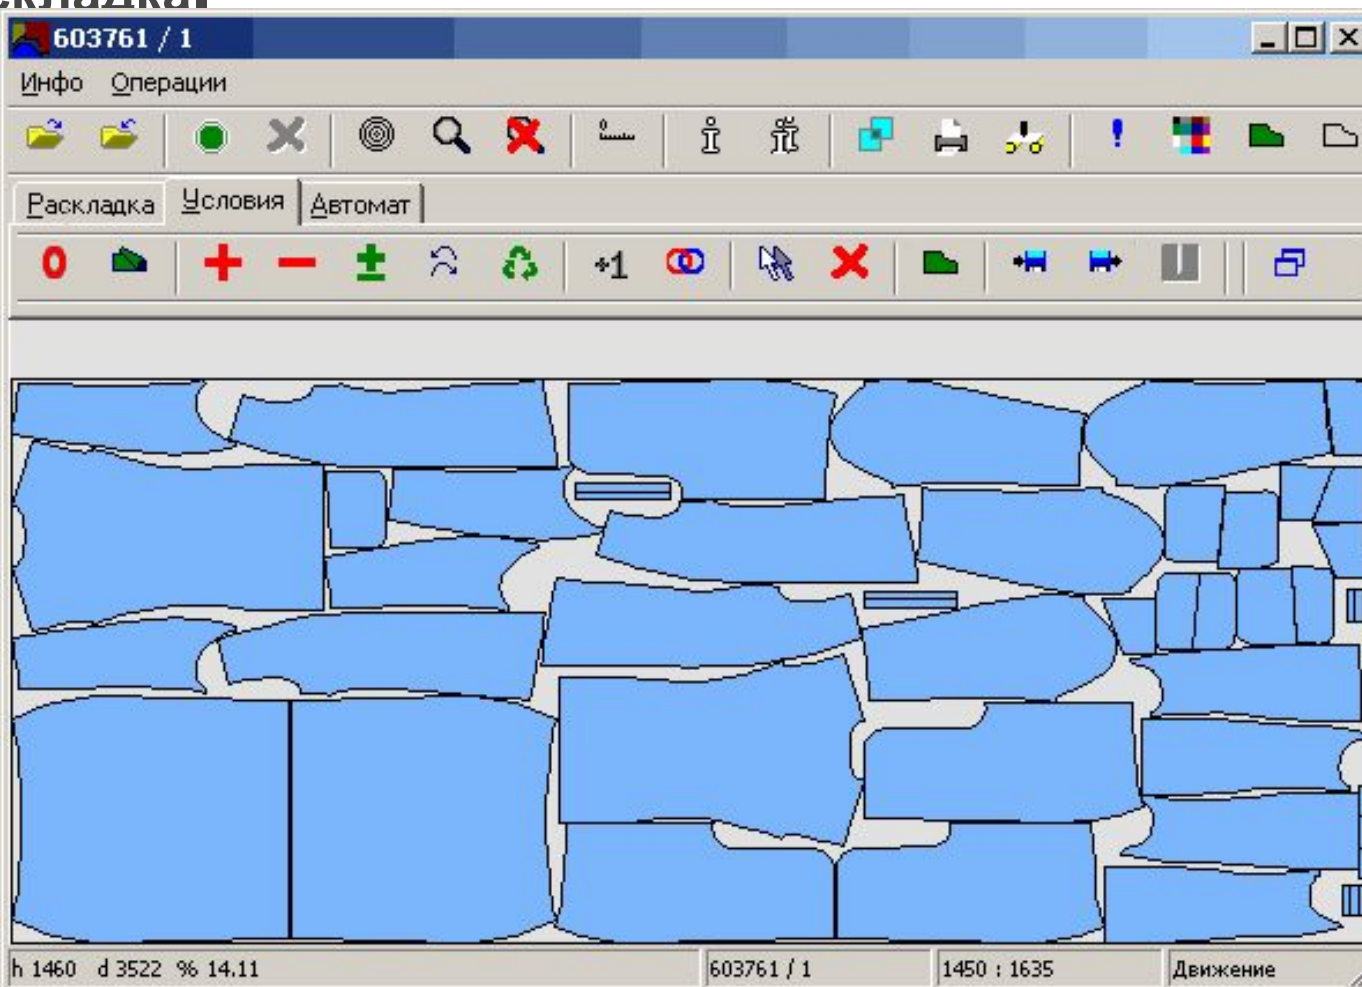 603761 / 1
Инфо Операции
Раскладка Условия Автомат
0 +1
h 1460 d 3522 % 14.11 603761 / 1 1450 : 1635 Движение